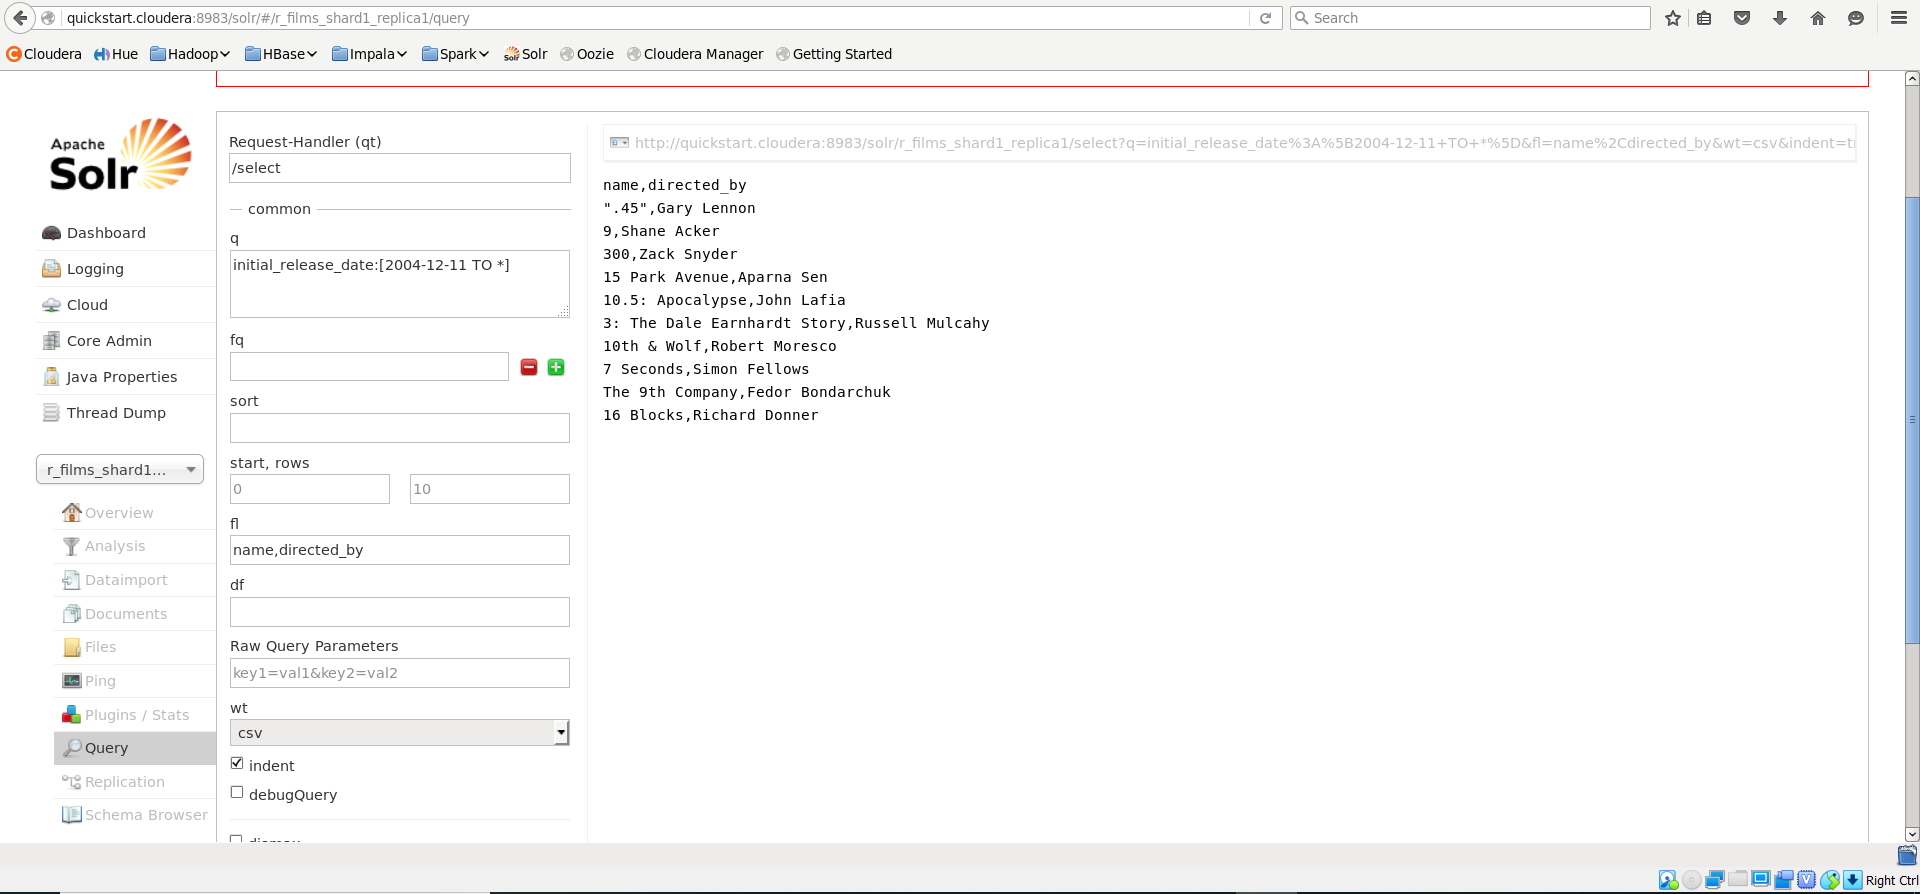 quickstart.cloudera:8983/solr/#/r_films_shard1_replica1/query
Search
Cloudera Hue Hadoop HBase Impala Spark Solr Oozie Cloudera Manager Getting Started
Apache
Solr
Dashboard
Logging
Cloud
Core Admin
Java Properties
Thread Dump
r_films_shard1...
Overview
Analysis
Dataimport
Documents
Files
Ping
Plugins / Stats
Query
Replication
Schema Browser
Request-Handler (qt)
/select
common
q
initial_release_date:[2004-12-11 TO *]
fq
sort
start, rows
0
10
fl
name,directed_by
df
Raw Query Parameters
key1=val1&key2=val2
wt
csv
indent
debugQuery
http://quickstart.cloudera:8983/solr/r_films_shard1_replica1/select?q=initial_release_date%3A%5B2004-12-11+TO+*%5D&fl=name%2Cdirected_by&wt=csv&indent=t
name,directed_by
".45",Gary Lennon
9,Shane Acker
300,Zack Snyder
15 Park Avenue,Aparna Sen
10.5: Apocalypse,John Lafia
3: The Dale Earnhardt Story,Russell Mulcahy
10th & Wolf,Robert Moresco
7 Seconds,Simon Fellows
The 9th Company,Fedor Bondarchuk
16 Blocks,Richard Donner
Right Ctrl